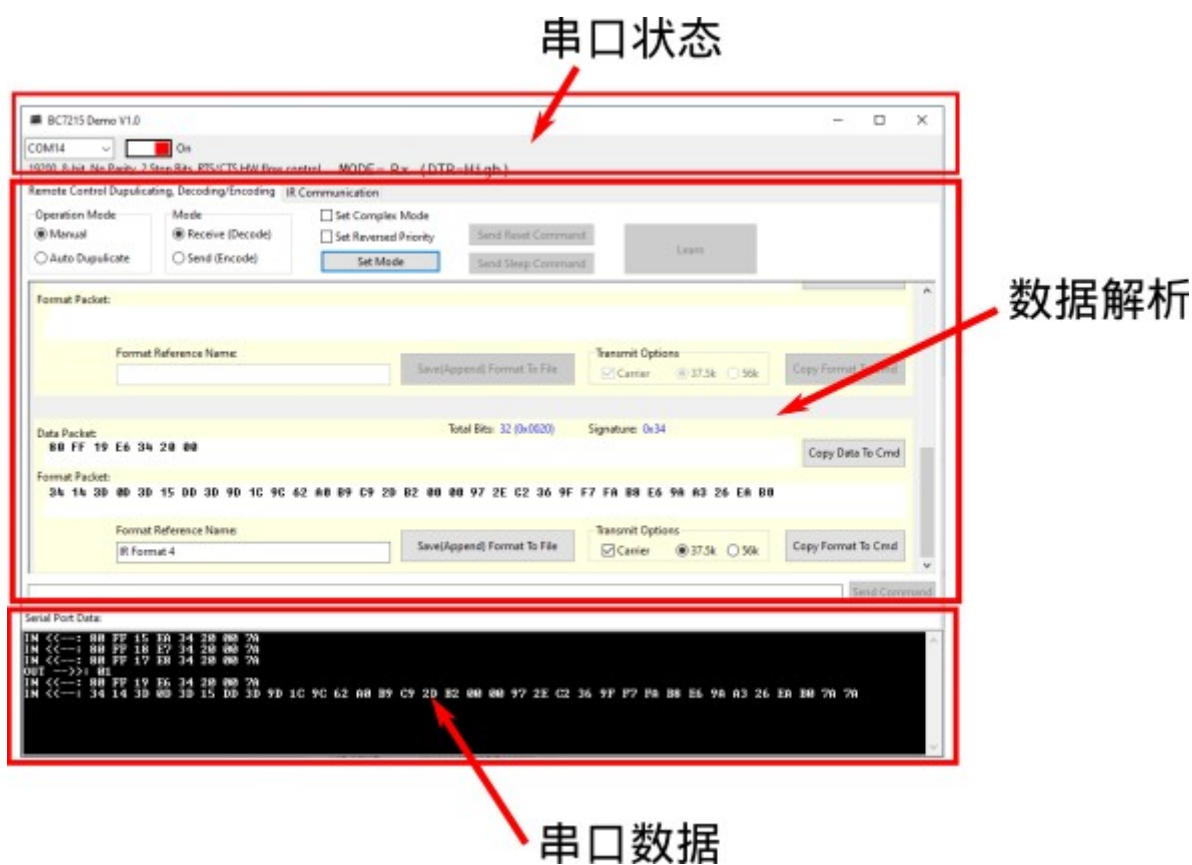 串口状态
BC7215 Demo V1.0
COM14 On
19200, 8-bit, No Parity, 2 Stop Bits, RTS/CTS HW flow control MODE= Rx (DTR=High)
Remote Control Dupulicating, Decoding/Encoding IR Communication
Operation Mode Mode Set Complex Mode
Manual Receive (Decode) Set Reversed Priority Send Reset Command Learn
Auto Dupulicate Send (Encode) Set Mode Send Sleep Command
数据解析
Format Packet:
Format Reference Name: Save(Append) Format To File Transmit Options Carrier 37.5k 56k Copy Format To Cmd
Data Packet: Total Bits: 32 (0x0020) Signature: 0x34
80 FF 19 E6 34 20 00 Copy Data To Cmd
Format Packet:
34 14 3D 0D 3D 15 DD 3D 9D 1C 9C 62 A0 B9 C9 2D B2 00 00 97 2E C2 36 9F F7 FA B8 E6 9A A3 26 EA B0
Format Reference Name: Transmit Options
IR Format 4 Save(Append) Format To File Carrier 37.5k 56k Copy Format To Cmd
Send Command
Serial Port Data:
IN <<--: 80 FF 15 EA 34 20 00 7A
IN <<--: 80 FF 18 E7 34 20 00 7A
IN <<--: 80 FF 17 E8 34 20 00 7A
OUT -->>: 01
IN <<--: 80 FF 19 E6 34 20 00 7A
IN <<--: 34 14 3D 0D 3D 15 DD 3D 9D 1C 9C 62 A0 B9 C9 2D B2 00 00 97 2E C2 36 9F F7 FA B8 E6 9A A3 26 EA B0 7A 7A
串口数据